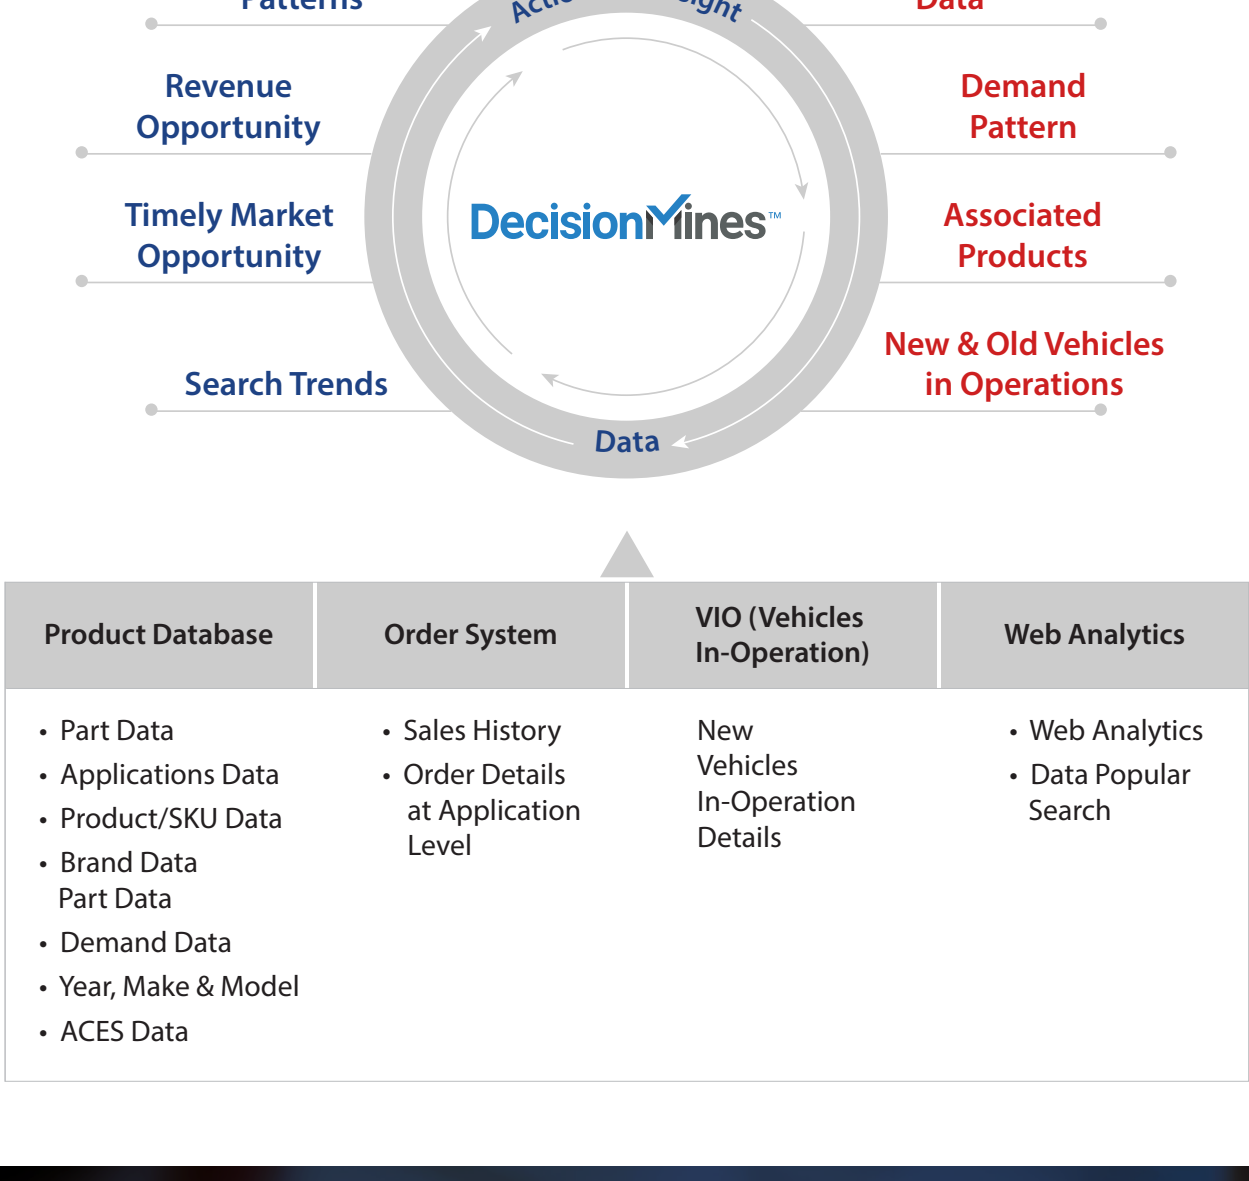 Patterns
Data
Revenue
Opportunity
Demand
Pattern
Timely Market
Opportunity
DecisionMines™
Associated
Products
New & Old Vehicles
in Operations
Search Trends
Data
Product Database
Order System
VIO (Vehicles
In-Operation)
Web Analytics
• Part Data
• Applications Data
• Product/SKU Data
• Brand Data
Part Data
• Demand Data
• Year, Make & Model
• ACES Data
• Sales History
• Order Details
at Application
Level
New
Vehicles
In-Operation
Details
• Web Analytics
• Data Popular
Search